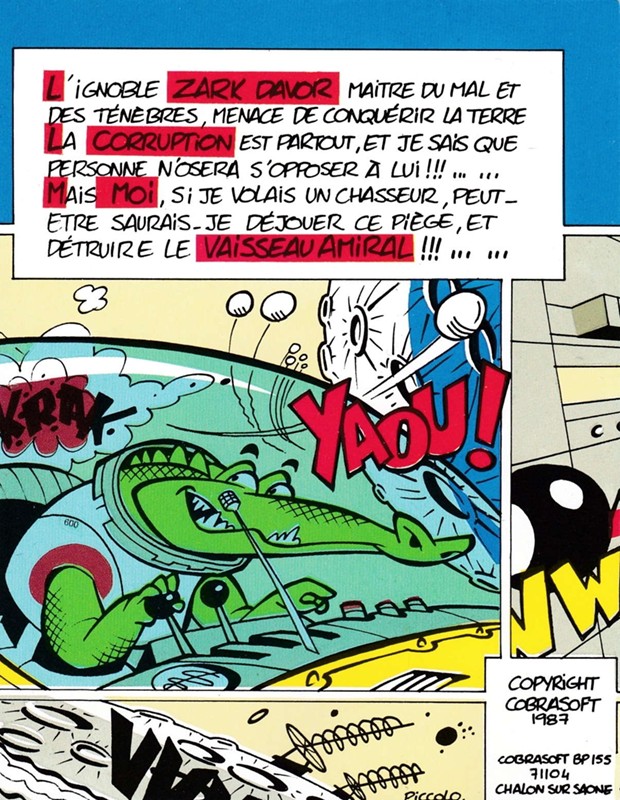 L'IGNOBLE ZARK DAVOR MAITRE DU MAL ET
DES TÉNÈBRES, MENACE DE CONQUÉRIR LA TERRE
LA CORRUPTION EST PARTOUT, ET JE SAIS QUE
PERSONNE N'OSERA S'OPPOSER À LUI!!! ... ...
MAIS MOI, SI JE VOLAIS UN CHASSEUR, PEUT-
ETRE SAURAIS-JE DÉJOUER CE PIÈGE, ET
DÉTRUIRE LE VAISSEAU AMIRAL!!! ... ...
KRAK
YAOU!
600
COPYRIGHT
COBRASOFT
1987
COBRASOFT BP 155
71104
CHALON SUR SAONE
PICCOLO.